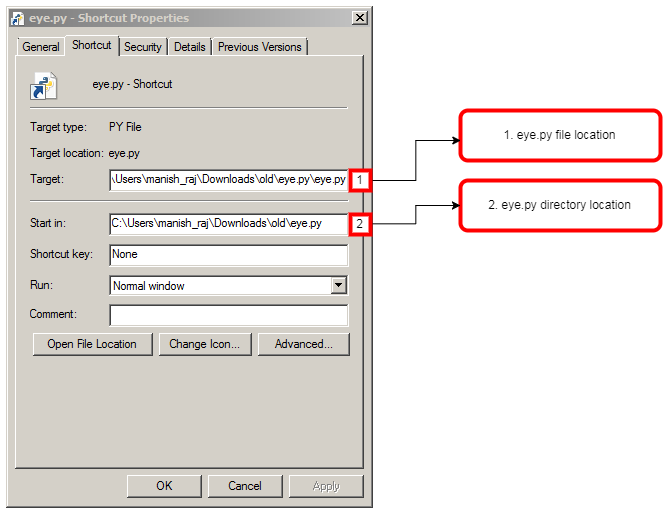 eye.py - Shortcut Properties
General Shortcut Security Details Previous Versions
eye.py - Shortcut
Target type: PY File
Target location: eye.py
Target: \Users\manish_raj\Downloads\old\eye.py\eye.py 1
1. eye.py file location
2. eye.py directory location
Start in: C:\Users\manish_raj\Downloads\old\eye.py 2
Shortcut key: None
Run: Normal window
Comment:
Open File Location Change Icon... Advanced...
OK Cancel Apply